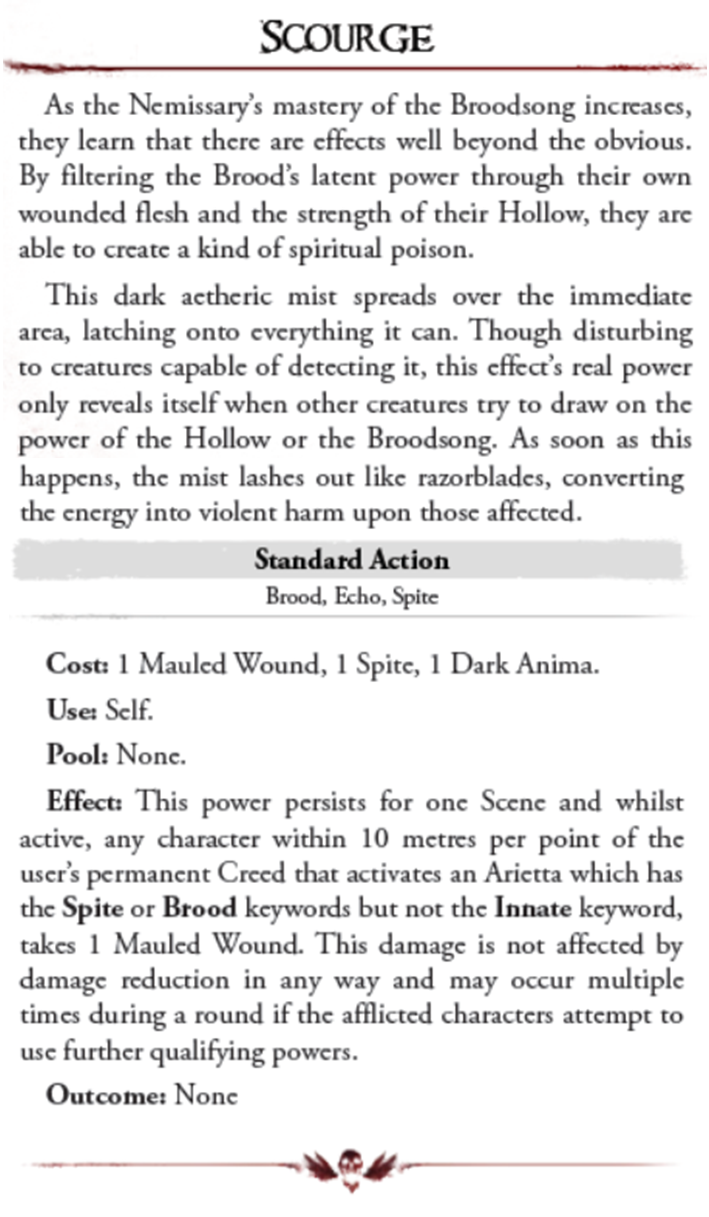 SCOURGE
As the Nemissary's mastery of the Broodsong increases,
they learn that there are effects well beyond the obvious.
By filtering the Brood's latent power through their own
wounded flesh and the strength of their Hollow, they are
able to create a kind of spiritual poison.
This dark aetheric mist spreads over the immediate
area, latching onto everything it can. Though disturbing
to creatures capable of detecting it, this effect's real power
only reveals itself when other creatures try to draw on the
power of the Hollow or the Broodsong. As soon as this
happens, the mist lashes out like razorblades, converting
the energy into violent harm upon those affected.
Standard Action
Brood, Echo, Spite
Cost: 1 Mauled Wound, 1 Spite, 1 Dark Anima.
Use: Self.
Pool: None.
Effect: This power persists for one Scene and whilst
active, any character within 10 metres per point of the
user's permanent Creed that activates an Arietta which has
the Spite or Brood keywords but not the Innate keyword,
takes 1 Mauled Wound. This damage is not affected by
damage reduction in any way and may occur multiple
times during a round if the afflicted characters attempt to
use further qualifying powers.
Outcome: None